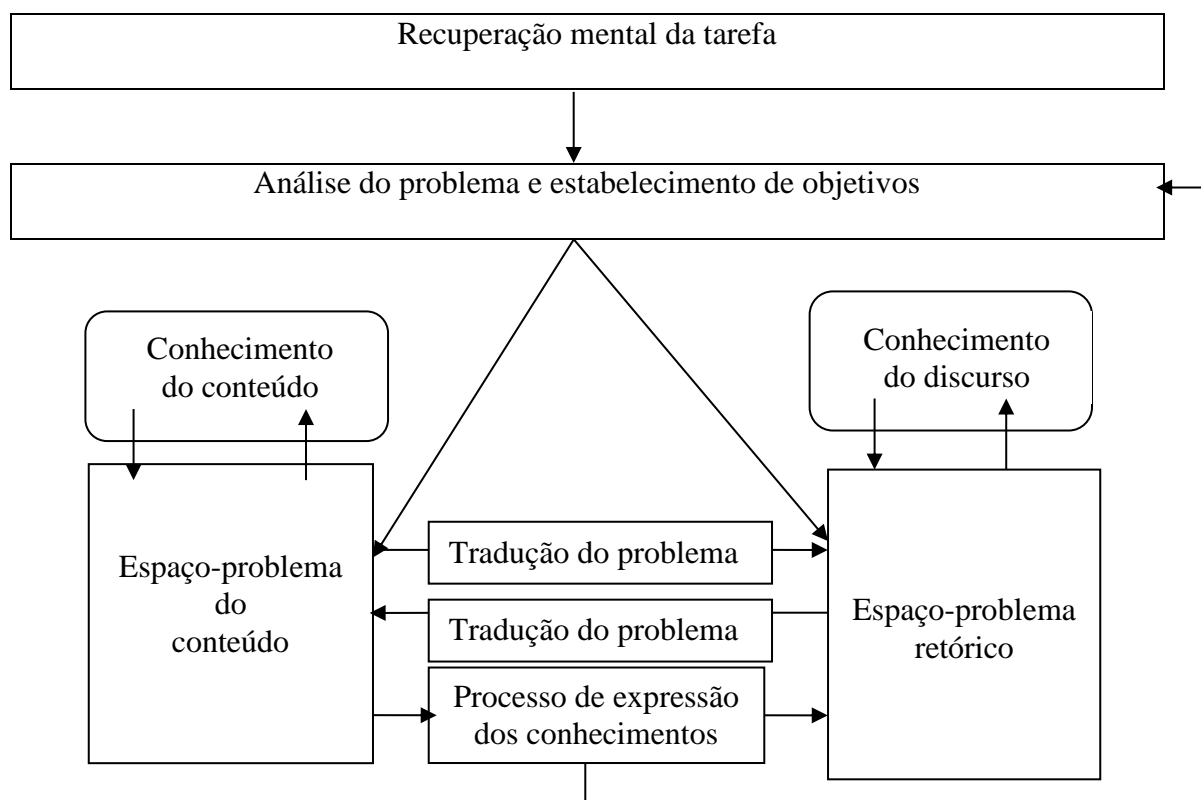 Recuperação mental da tarefa
Análise do problema e estabelecimento de objetivos
Conhecimento
do conteúdo
Conhecimento
do discurso
Espaço-problema
do
conteúdo
Tradução do problema
Tradução do problema
Processo de expressão
dos conhecimentos
Espaço-problema
retórico